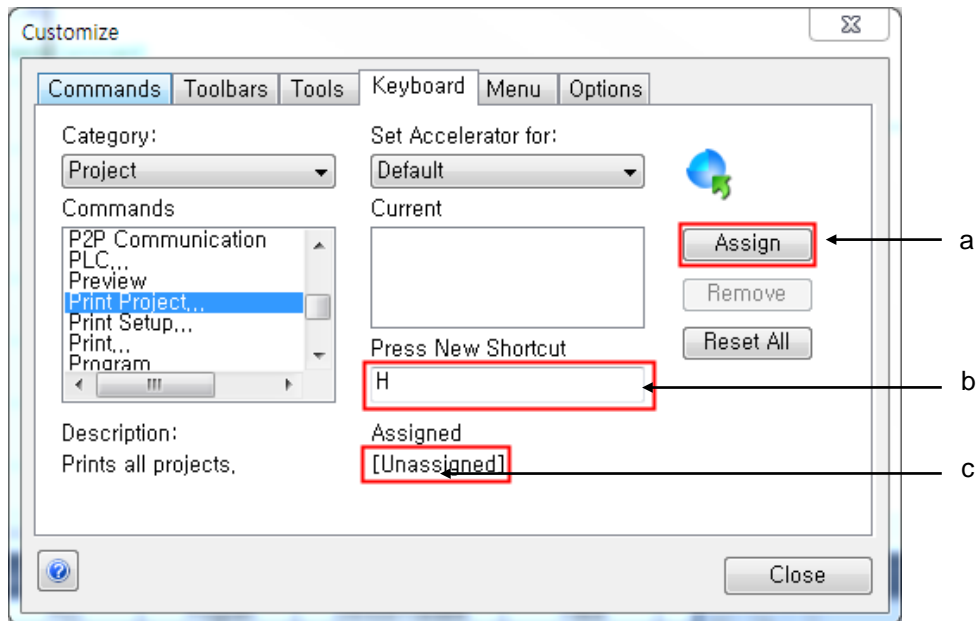 Customize
Commands Toolbars Tools Keyboard Menu Options
Category: Set Accelerator for:
Project Default
Commands Current
P2P Communication
PLC...
Preview
Print Project...
Print Setup...
Print...
Program
Assign a
Remove
Reset All
Press New Shortcut
H b
Description: Assigned
Prints all projects. [Unassigned] c
Close